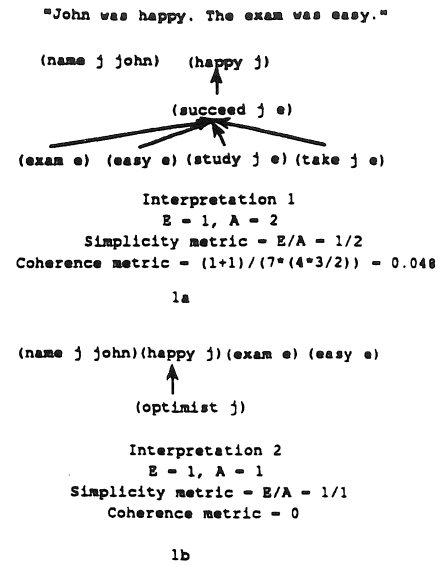 "John was happy. The exam was easy."
(name j john) (happy j)
(succeed j e)
(exam e) (easy e) (study j e) (take j e)
Interpretation 1
E = 1, A = 2
Simplicity metric = E/A = 1/2
Coherence metric = (1+1)/(7*(4*3/2)) = 0.048
1a
(name j john)(happy j)(exam e) (easy e)
(optimist j)
Interpretation 2
E = 1, A = 1
Simplicity metric = E/A = 1/1
Coherence metric = 0
1b